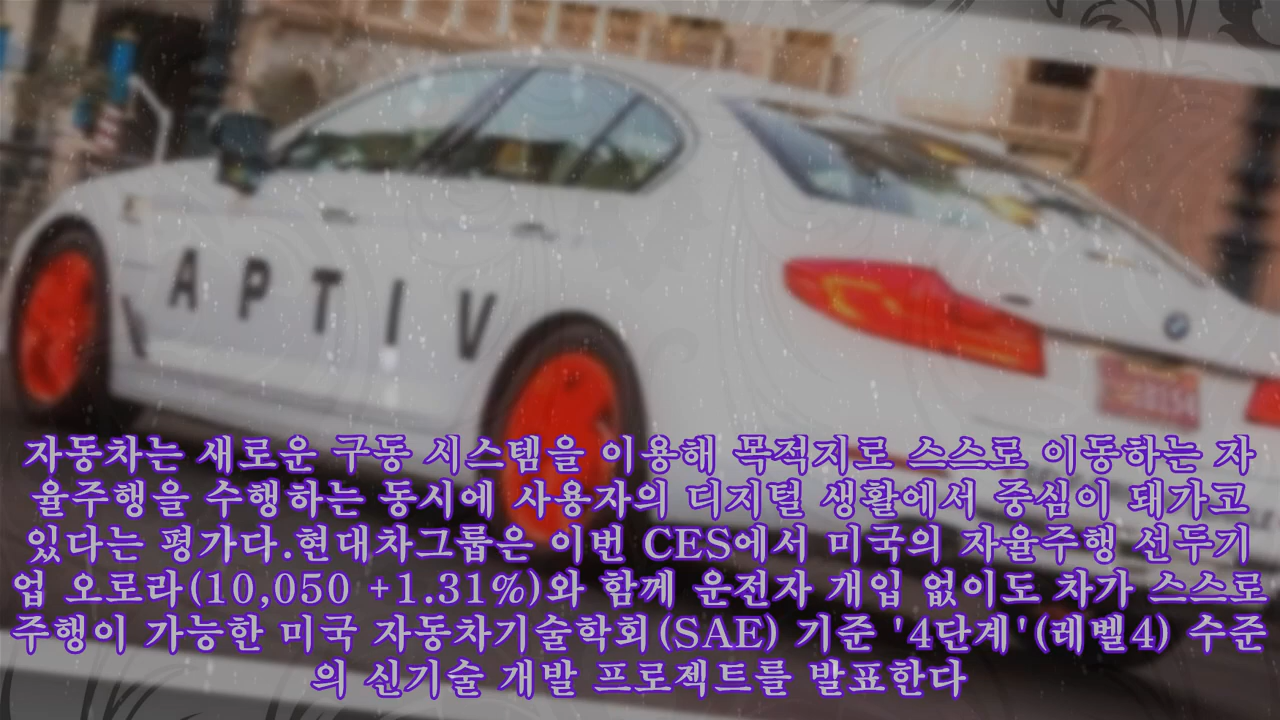 APTIV
자동차는 새로운 구동 시스템을 이용해 목적지로 스스로 이동하는 자
율주행을 수행하는 동시에 사용자의 디지털 생활에서 중심이 돼가고
있다는 평가다.현대차그룹은 이번 CES에서 미국의 자율주행 선두기
업 오로라(10,050 +1.31%)와 함께 운전자 개입 없이도 차가 스스로
주행이 가능한 미국 자동차기술학회(SAE) 기준 '4단계'(레벨4) 수준
의 신기술 개발 프로젝트를 발표한다